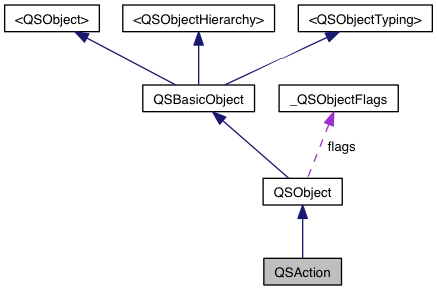 <QSObject>
<QSObjectHierarchy>
<QSObjectTyping>
QSBasicObject
_QSObjectFlags
flags
QSObject
QSAction